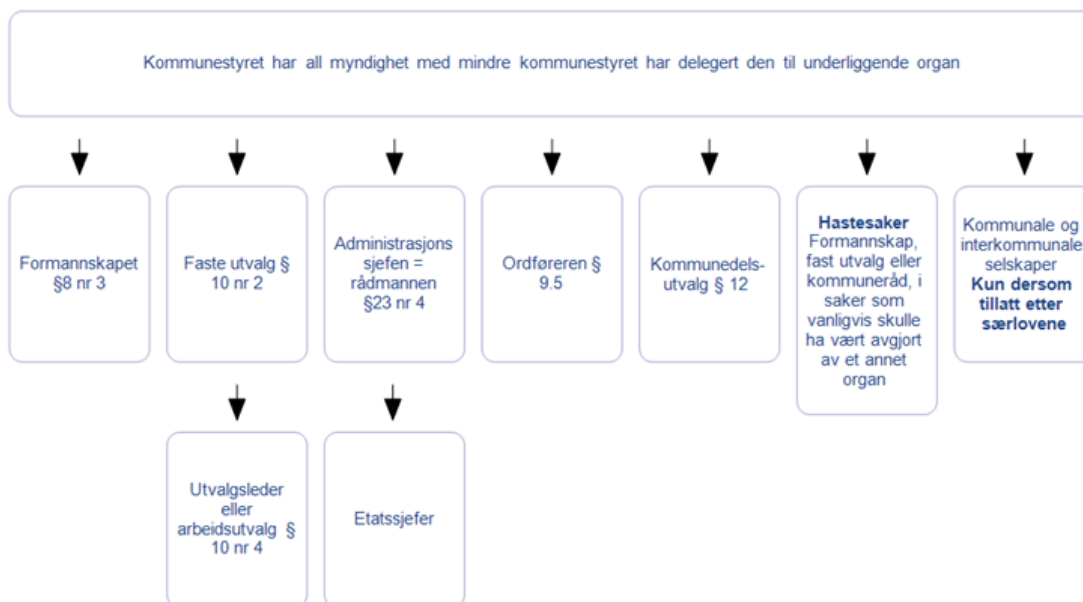 Kommunestyret har all myndighet med mindre kommunestyret har delegert den til underliggende organ
Formannskapet
§8 nr 3
Faste utvalg §
10 nr 2
Administrasjons
sjefen =
rådmannen
§23 nr 4
Ordføreren §
9.5
Kommunedels-
utvalg § 12
Hastesaker
Formannskap,
fast utvalg eller
kommuneråd, i
saker som
vanligvis skulle
ha vært avgjort
av et annet
organ
Kommunale og
interkommunale
selskaper
Kun dersom
tillatt etter
særlovene
Utvalgsleder
eller
arbeidsutvalg §
10 nr 4
Etatssjefer